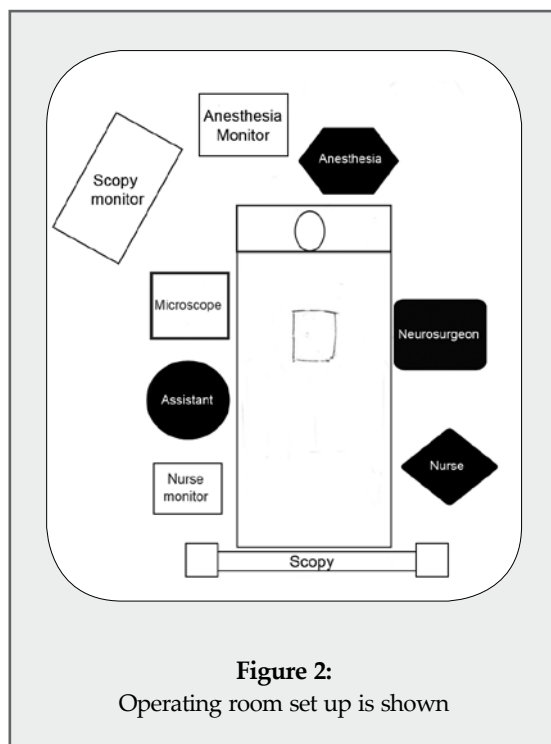 Anesthesia
Monitor
Anesthesia
Scopy
monitor
Microscope
Neurosurgeon
Assistant
Nurse
Nurse
monitor
Scopy
Figure 2:
Operating room set up is shown